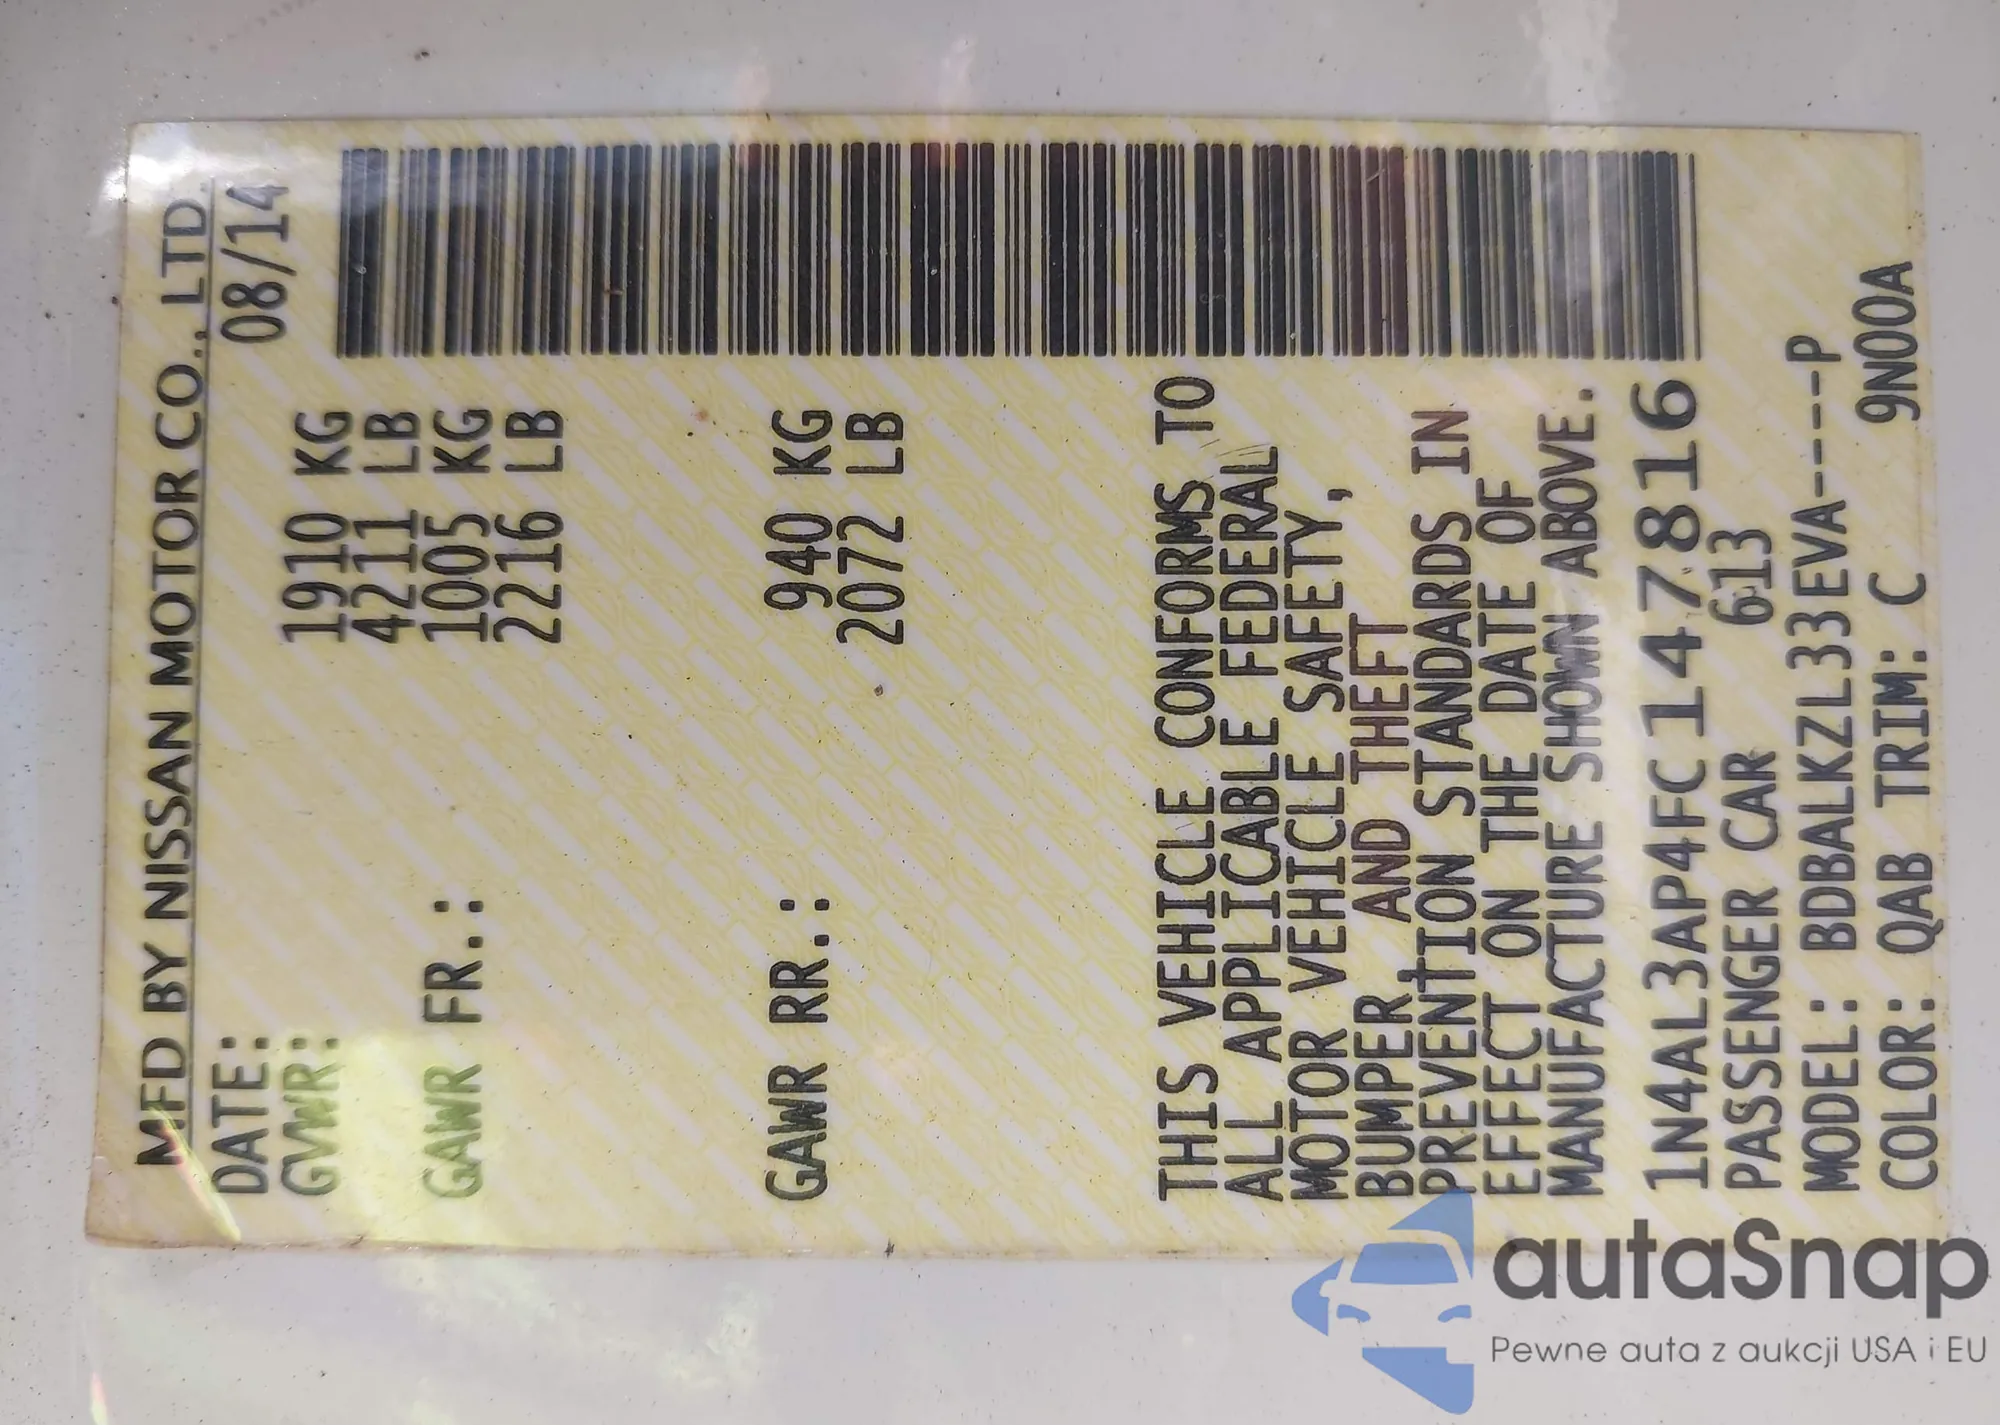 MFD BY NISSAN MOTOR CO., LTD.
DATE: 08/14
GVWR: 1910 KG
4211 LB
GAWR FR.: 1005 KG
2216 LB
GAWR RR.: 940 KG
2072 LB
THIS VEHICLE CONFORMS TO
ALL APPLICABLE FEDERAL
MOTOR VEHICLE SAFETY,
BUMPER AND THEFT
PREVENTION STANDARDS IN
EFFECT ON THE DATE OF
MANUFACTURE SHOWN ABOVE.
1N4AL3AP4FC147816
PASSENGER CAR 613
MODEL: BDBALKZL33EVA-----P
COLOR: QAB TRIM: C 9N00A
autaSnap
Pewne auta z aukcji USA i EU